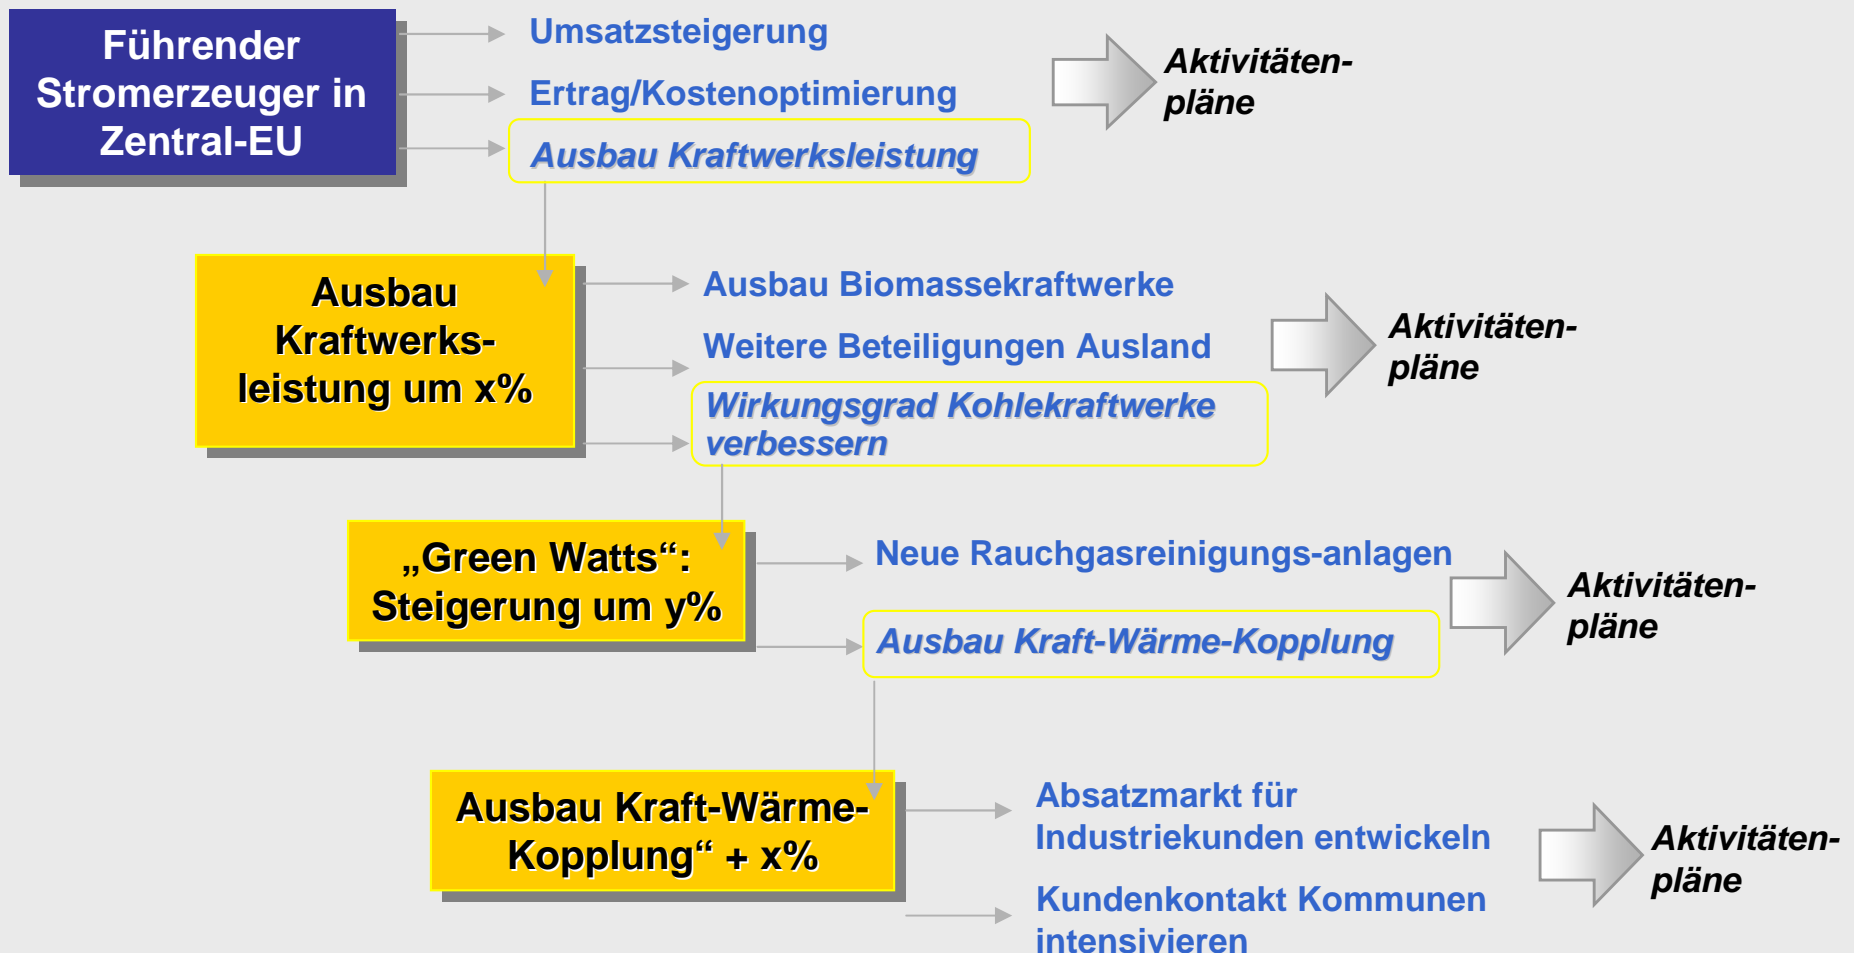 Führender
Stromerzeuger in
Zentral-EU
Umsatzsteigerung
Ertrag/Kostenoptimierung
Ausbau Kraftwerksleistung
Aktivitäten-
pläne
Ausbau
Kraftwerks-
leistung um x%
Ausbau Biomassekraftwerke
Weitere Beteiligungen Ausland
Wirkungsgrad Kohlekraftwerke
verbessern
Aktivitäten-
pläne
„Green Watts“:
Steigerung um y%
Neue Rauchgasreinigungs-anlagen
Ausbau Kraft-Wärme-Kopplung
Aktivitäten-
pläne
Ausbau Kraft-Wärme-
Kopplung“ + x%
Absatzmarkt für
Industriekunden entwickeln
Kundenkontakt Kommunen
intensivieren
Aktivitäten-
pläne